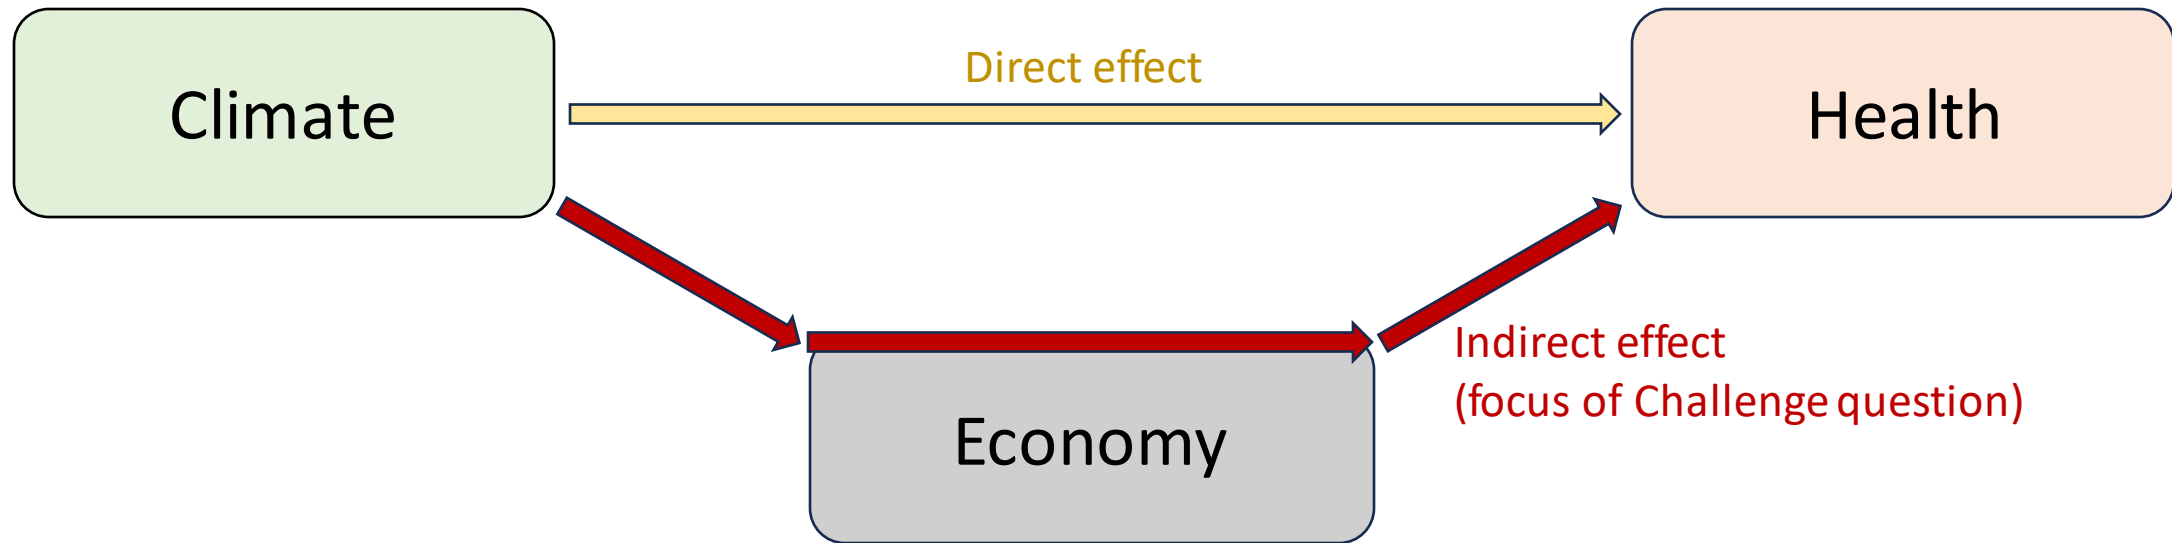 Climate
Direct effect
Health
Economy
Indirect effect
(focus of Challenge question)